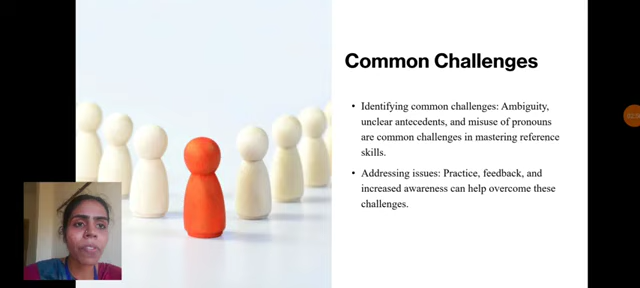 Common Challenges
• Identifying common challenges: Ambiguity,
unclear antecedents, and misuse of pronouns
are common challenges in mastering reference
skills.
• Addressing issues: Practice, feedback, and
increased awareness can help overcome these
challenges.